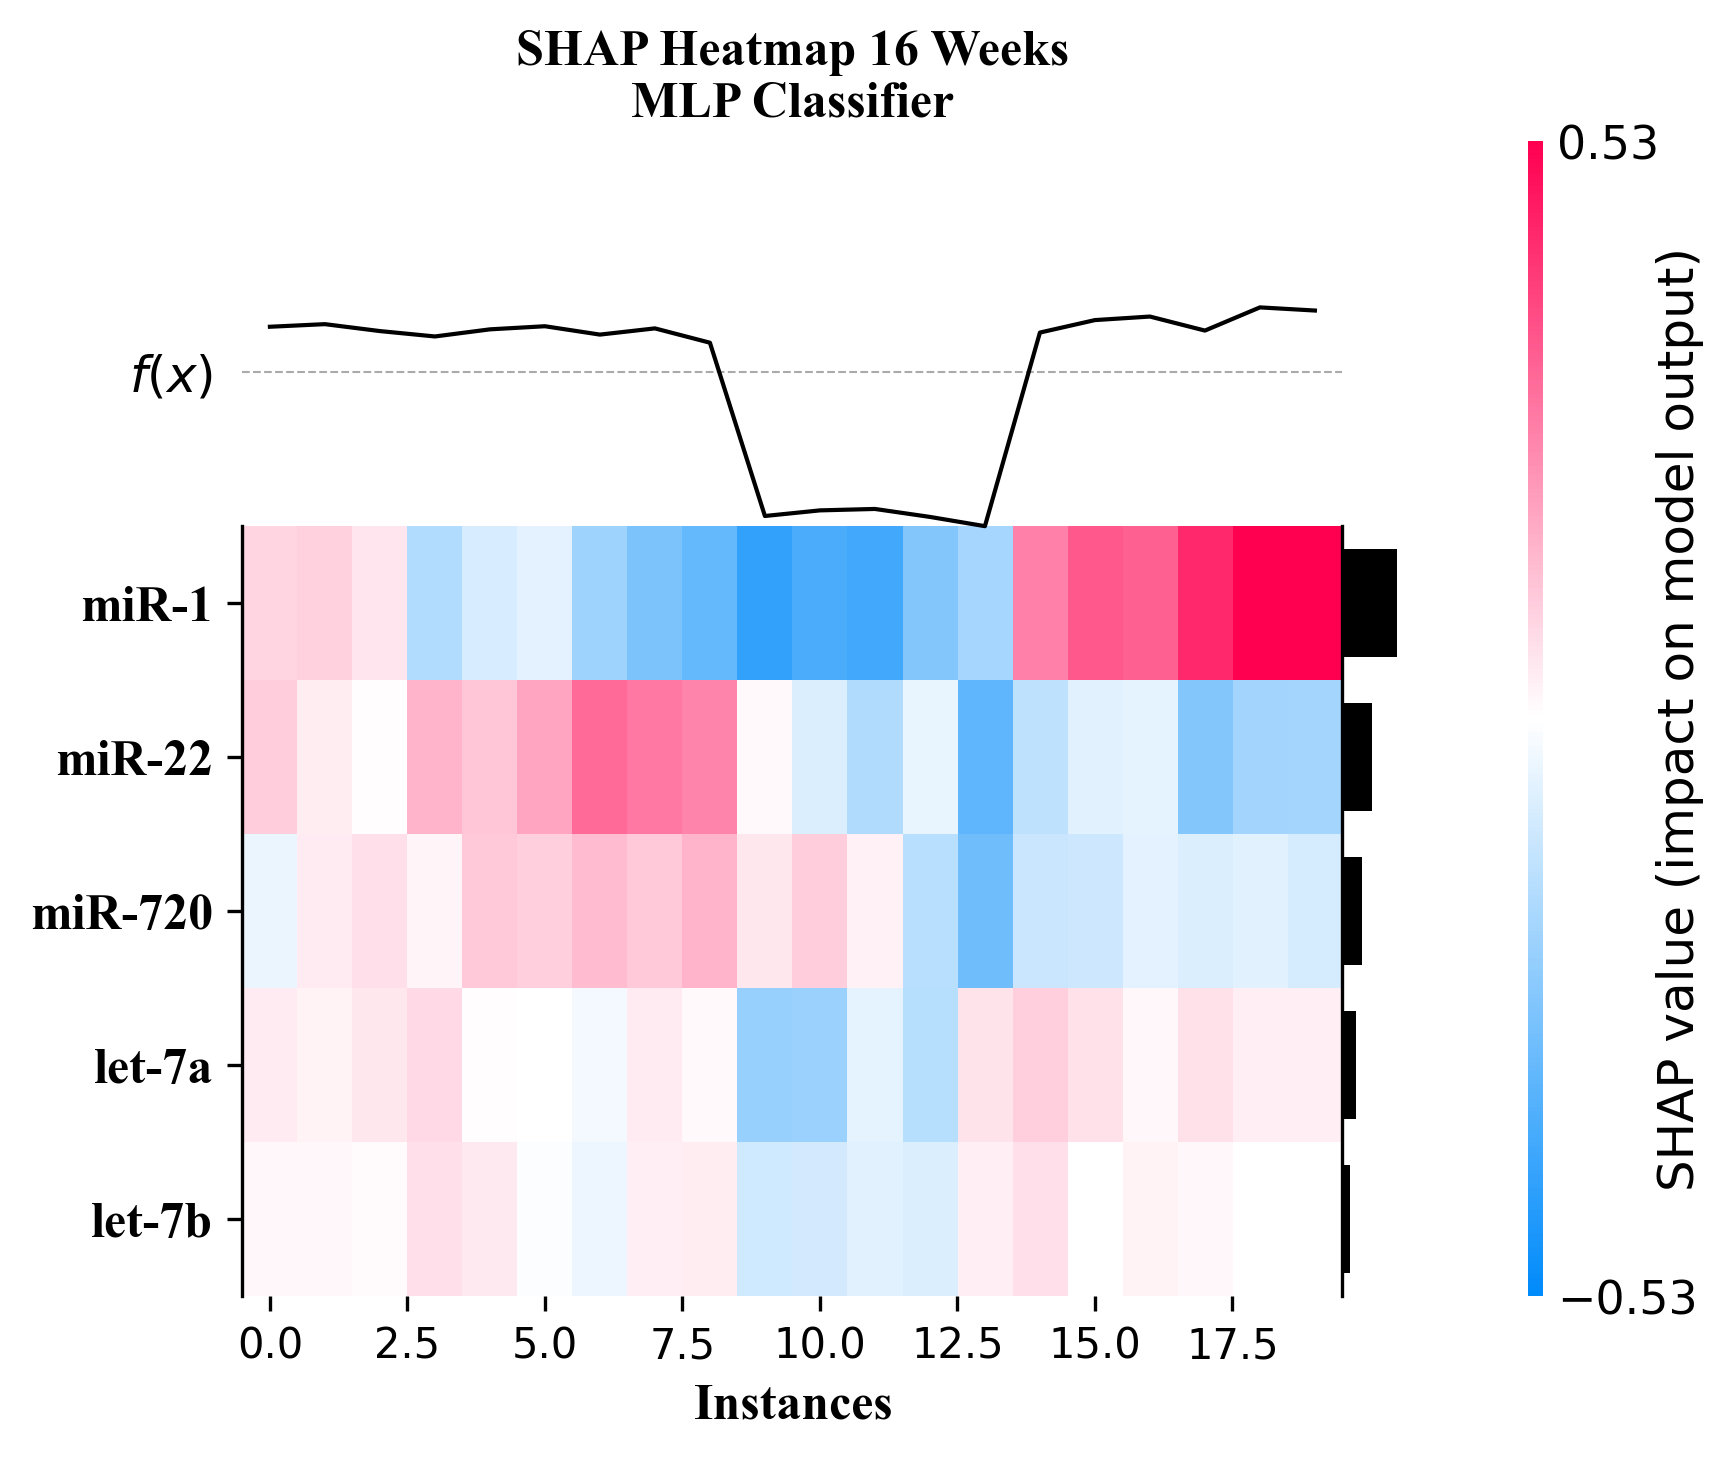 SHAP Heatmap 16 Weeks
MLP Classifier
0.53
f(x)
miR-1
miR-22
miR-720
let-7a
let-7b
0.0 2.5 5.0 7.5 10.0 12.5 15.0 17.5
Instances
SHAP value (impact on model output)
−0.53